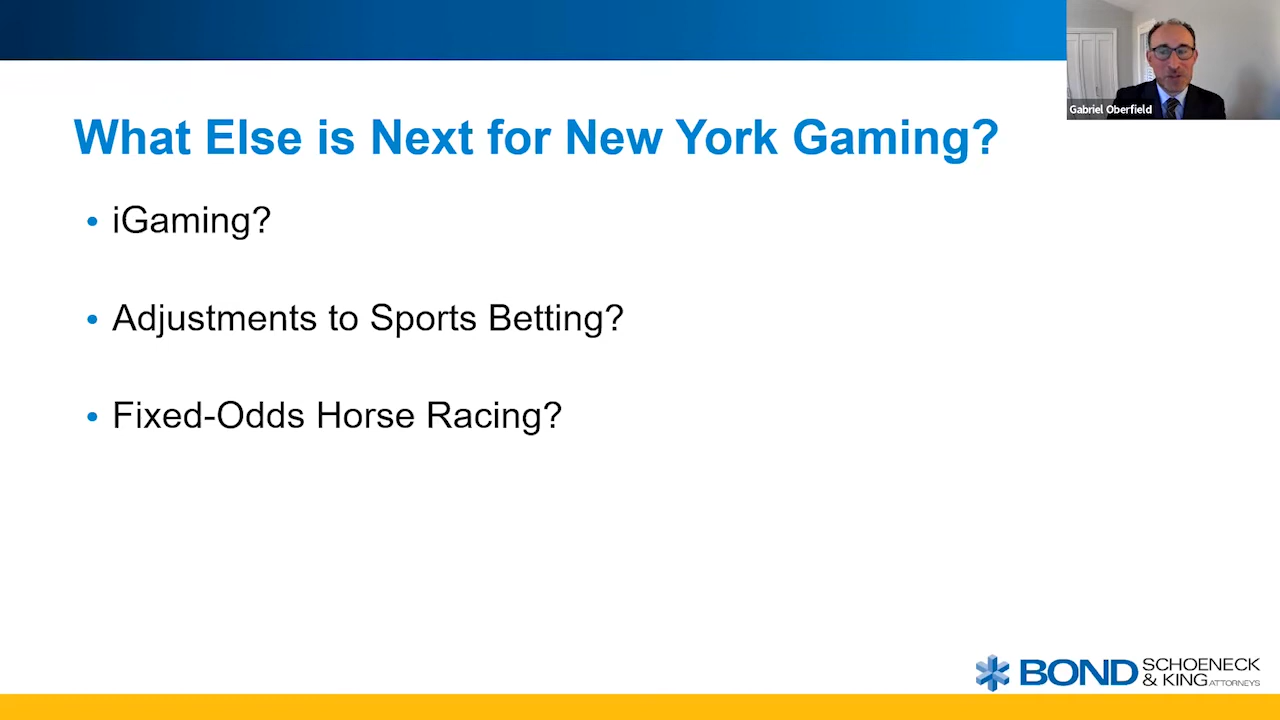 Gabriel Oberfield
What Else is Next for New York Gaming?
• iGaming?
• Adjustments to Sports Betting?
• Fixed-Odds Horse Racing?
BOND SCHOENECK
& KING ATTORNEYS